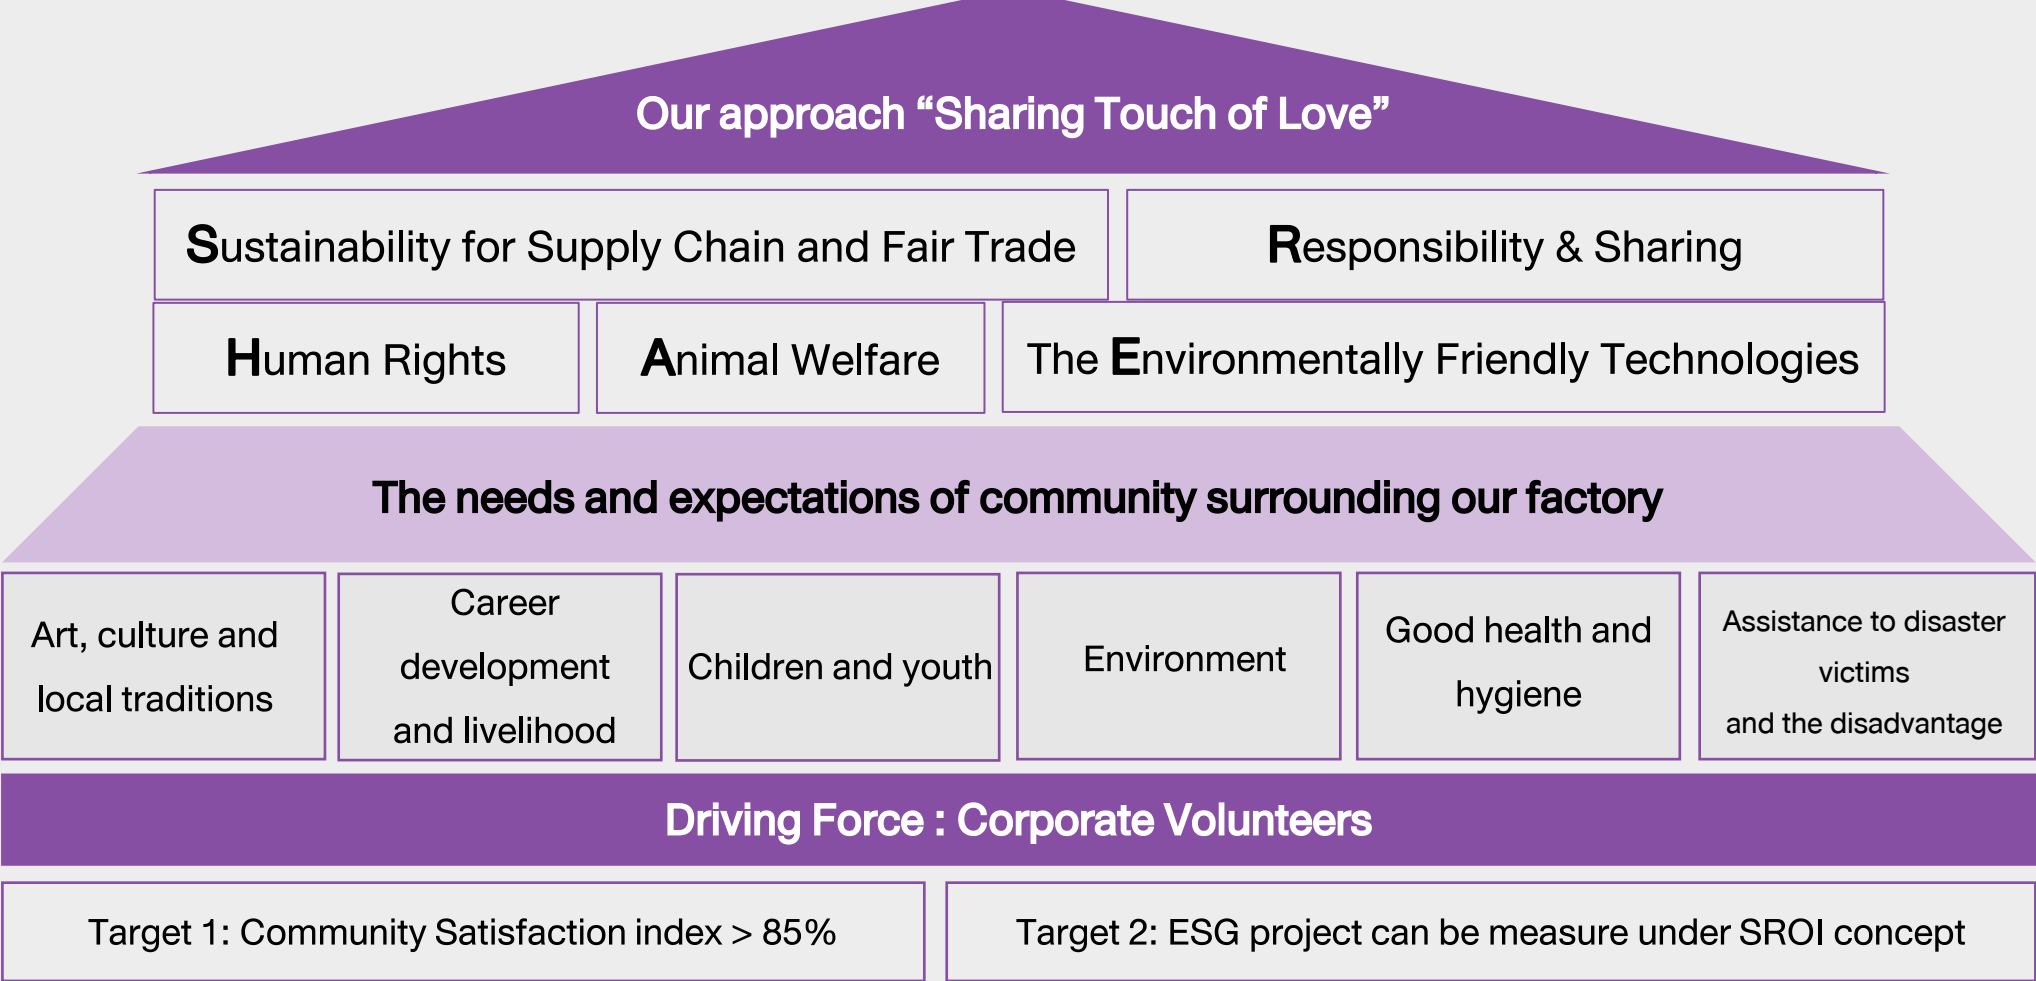 Our approach “Sharing Touch of Love”
Sustainability for Supply Chain and Fair Trade
Responsibility & Sharing
Human Rights
Animal Welfare
The Environmentally Friendly Technologies
The needs and expectations of community surrounding our factory
Art, culture and
local traditions
Career
development
and livelihood
Children and youth
Environment
Good health and
hygiene
Assistance to disaster
victims
and the disadvantage
Driving Force : Corporate Volunteers
Target 1: Community Satisfaction index > 85%
Target 2: ESG project can be measure under SROI concept